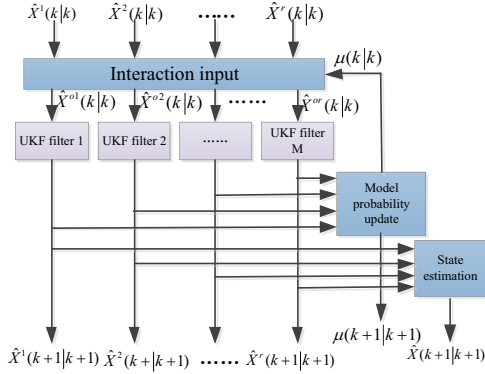 X̂¹(k|k) X̂²(k|k) ...... X̂ʳ(k|k)
μ(k|k)
Interaction input
X̂ᵒ¹(k|k) X̂ᵒ²(k|k) ...... X̂ᵒʳ(k|k)
UKF filter 1 UKF filter 2 ...... UKF filter
M
Model
probability
update
State
estimation
μ(k+1|k+1)
X̂¹(k+1|k+1) X̂²(k+|k+1) ...... X̂ʳ(k+1|k+1) X̂(k+1|k+1)